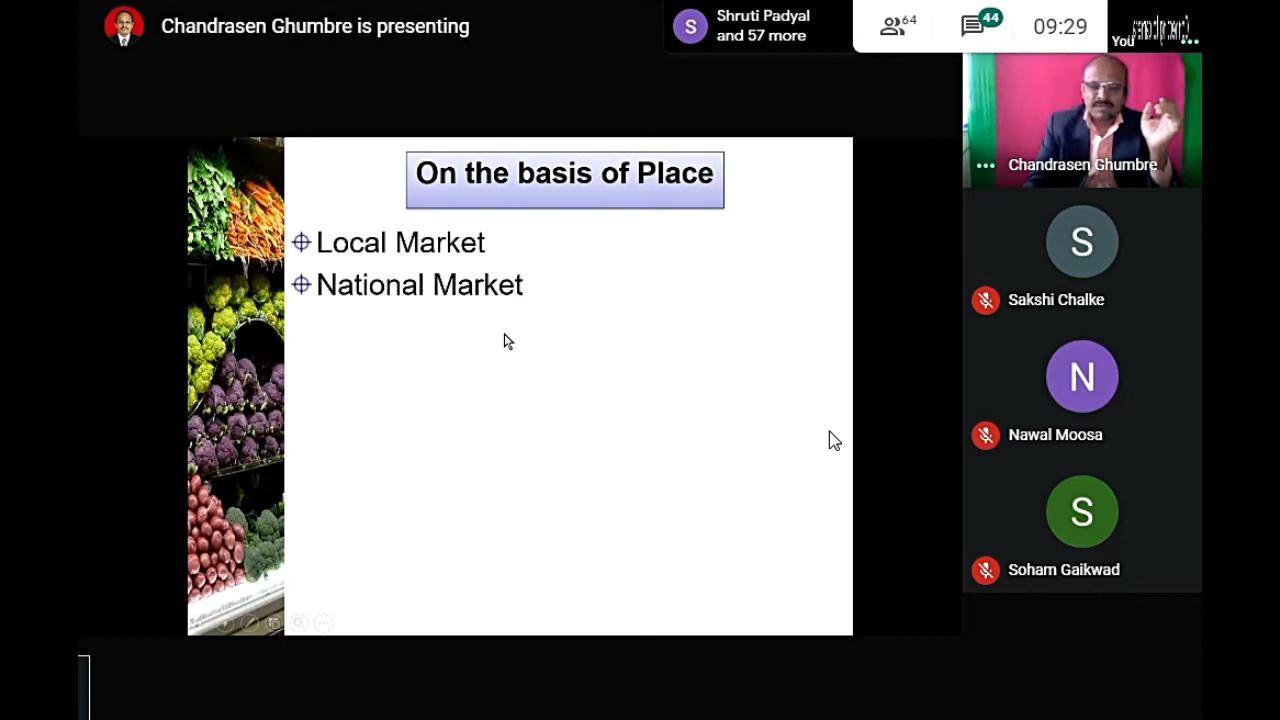 Chandrasen Ghumbre is presenting
S
Shruti Padyal
and 57 more
64
44
09:29
You
Chandrasen Ghumbre
On the basis of Place
Local Market
National Market
S
Sakshi Chalke
N
Nawal Moosa
S
Soham Gaikwad